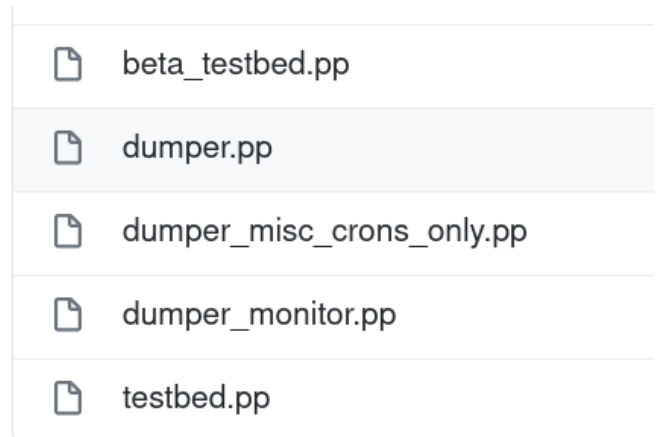 beta_testbed.pp
dumper.pp
dumper_misc_crons_only.pp
dumper_monitor.pp
testbed.pp